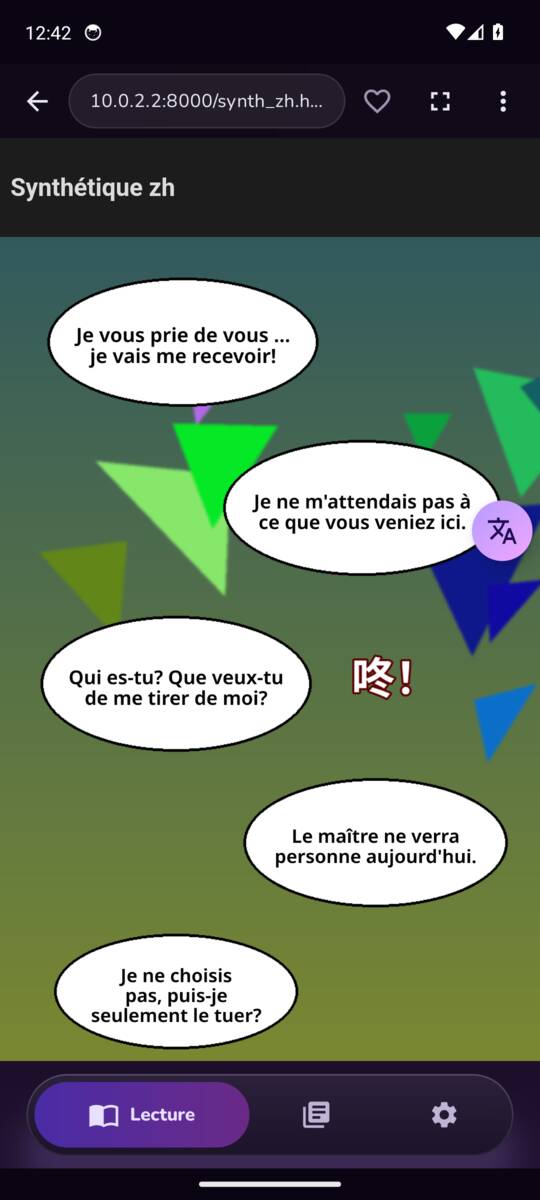 12:42
10.0.2.2:8000/synth_zh.h...
Synthétique zh
Je vous prie de vous ...
je vais me recevoir!
Je ne m'attendais pas à
ce que vous veniez ici.
Qui es-tu? Que veux-tu
de me tirer de moi?
咚!
Le maître ne verra
personne aujourd'hui.
Je ne choisis
pas, puis-je
seulement le tuer?
Lecture